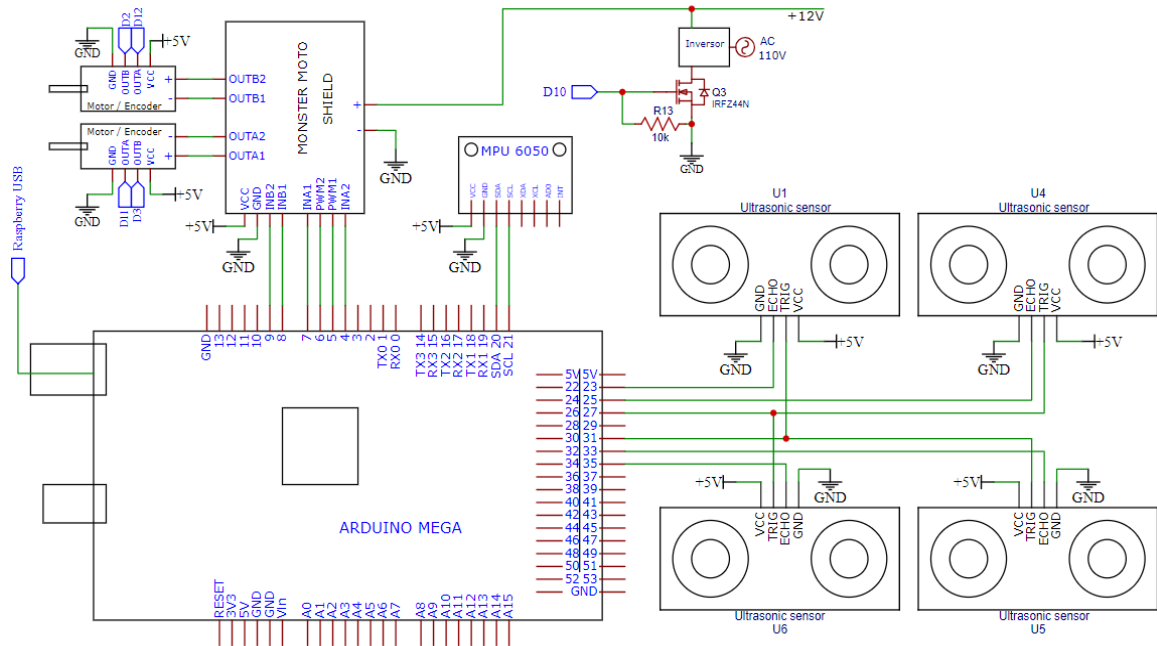 +12V
D2
D12
GND
+5V
GND
OUTB
OUTA
VCC
+
-
Motor / Encoder
OUTB2
OUTB1
MONSTER MOTO
SHIELD
+
-
GND
Inversor
AC
110V
D10
Q3
IRFZ44N
R13
10k
GND
Motor / Encoder
-
+
GND
OUTA
OUTB
VCC
OUTA2
OUTA1
GND
D11
D3
+5V
VCC
GND
INB2
INB1
INA1
PWM2
PWM1
INA2
+5V
GND
MPU 6050
VCC
GND
SDA
SCL
XDA
XCL
AD0
INT
+5V
GND
Raspberry USB
U1
Ultrasonic sensor
GND
ECHO
TRIG
VCC
GND
+5V
U4
Ultrasonic sensor
GND
ECHO
TRIG
VCC
GND
+5V
GND
13
12
11
10
9
8
7
6
5
4
3
2
TX0 1
RX0 0
TX3 14
RX3 15
TX2 16
RX2 17
TX1 18
RX1 19
SDA 20
SCL 21
5V 5V
22 23
24 25
26 27
28 29
30 31
32 33
34 35
36 37
38 39
40 41
42 43
44 45
46 47
48 49
50 51
52 53
GND
ARDUINO MEGA
RESET
3V3
5V
GND
GND
Vin
A0
A1
A2
A3
A4
A5
A6
A7
A8
A9
A10
A11
A12
A13
A14
A15
+5V
GND
VCC
TRIG
ECHO
GND
Ultrasonic sensor
U6
+5V
GND
VCC
TRIG
ECHO
GND
Ultrasonic sensor
U5